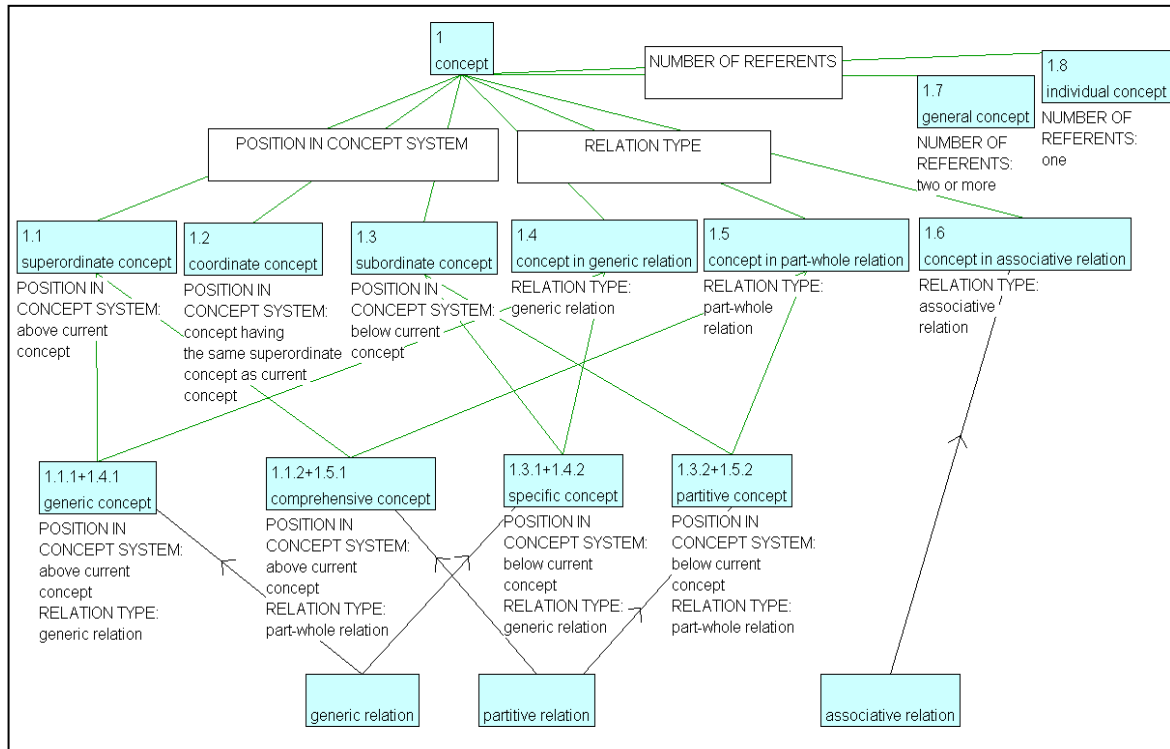 1
concept
NUMBER OF REFERENTS
1.8
individual concept
NUMBER OF
REFERENTS:
one
1.7
general concept
NUMBER OF
REFERENTS:
two or more
POSITION IN CONCEPT SYSTEM
RELATION TYPE
1.1
superordinate concept
POSITION IN
CONCEPT SYSTEM:
above current
concept
1.2
coordinate concept
POSITION IN
CONCEPT SYSTEM:
concept having
the same superordinate
concept as current
concept
1.3
subordinate concept
POSITION IN
CONCEPT SYSTEM:
below current
concept
1.4
concept in generic relation
RELATION TYPE:
generic relation
1.5
concept in part-whole relation
RELATION TYPE:
part-whole
relation
1.6
concept in associative relation
RELATION TYPE:
associative
relation
1.1.1+1.4.1
generic concept
POSITION IN
CONCEPT SYSTEM:
above current
concept
RELATION TYPE:
generic relation
1.1.2+1.5.1
comprehensive concept
POSITION IN
CONCEPT SYSTEM:
above current
concept
RELATION TYPE:
part-whole relation
1.3.1+1.4.2
specific concept
POSITION IN
CONCEPT SYSTEM:
below current
concept
RELATION TYPE:
generic relation
1.3.2+1.5.2
partitive concept
POSITION IN
CONCEPT SYSTEM:
below current
concept
RELATION TYPE:
part-whole relation
generic relation
partitive relation
associative relation